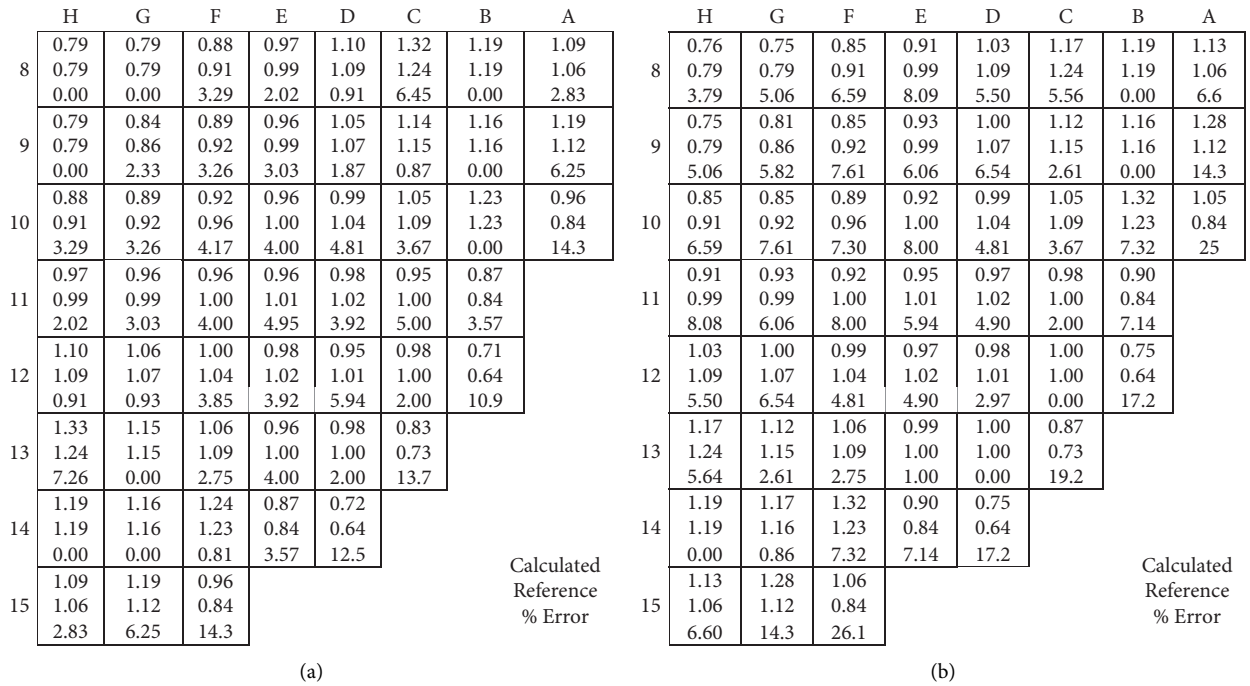 H G F E D C B A
0.79 0.79 0.88 0.97 1.10 1.32 1.19 1.09
8 0.79 0.79 0.91 0.99 1.09 1.24 1.19 1.06
0.00 0.00 3.29 2.02 0.91 6.45 0.00 2.83
0.79 0.84 0.89 0.96 1.05 1.14 1.16 1.19
9 0.79 0.86 0.92 0.99 1.07 1.15 1.16 1.12
0.00 2.33 3.26 3.03 1.87 0.87 0.00 6.25
0.88 0.89 0.92 0.96 0.99 1.05 1.23 0.96
10 0.91 0.92 0.96 1.00 1.04 1.09 1.23 0.84
3.29 3.26 4.17 4.00 4.81 3.67 0.00 14.3
0.97 0.96 0.96 0.96 0.98 0.95 0.87
11 0.99 0.99 1.00 1.01 1.02 1.00 0.84
2.02 3.03 4.00 4.95 3.92 5.00 3.57
1.10 1.06 1.00 0.98 0.95 0.98 0.71
12 1.09 1.07 1.04 1.02 1.01 1.00 0.64
0.91 0.93 3.85 3.92 5.94 2.00 10.9
1.33 1.15 1.06 0.96 0.98 0.83
13 1.24 1.15 1.09 1.00 1.00 0.73
7.26 0.00 2.75 4.00 2.00 13.7
1.19 1.16 1.24 0.87 0.72
14 1.19 1.16 1.23 0.84 0.64
0.00 0.00 0.81 3.57 12.5
1.09 1.19 0.96
15 1.06 1.12 0.84
2.83 6.25 14.3
Calculated
Reference
% Error
(a)
H G F E D C B A
0.76 0.75 0.85 0.91 1.03 1.17 1.19 1.13
8 0.79 0.79 0.91 0.99 1.09 1.24 1.19 1.06
3.79 5.06 6.59 8.09 5.50 5.56 0.00 6.6
0.75 0.81 0.85 0.93 1.00 1.12 1.16 1.28
9 0.79 0.86 0.92 0.99 1.07 1.15 1.16 1.12
5.06 5.82 7.61 6.06 6.54 2.61 0.00 14.3
0.85 0.85 0.89 0.92 0.99 1.05 1.32 1.05
10 0.91 0.92 0.96 1.00 1.04 1.09 1.23 0.84
6.59 7.61 7.30 8.00 4.81 3.67 7.32 25
0.91 0.93 0.92 0.95 0.97 0.98 0.90
11 0.99 0.99 1.00 1.01 1.02 1.00 0.84
8.08 6.06 8.00 5.94 4.90 2.00 7.14
1.03 1.00 0.99 0.97 0.98 1.00 0.75
12 1.09 1.07 1.04 1.02 1.01 1.00 0.64
5.50 6.54 4.81 4.90 2.97 0.00 17.2
1.17 1.12 1.06 0.99 1.00 0.87
13 1.24 1.15 1.09 1.00 1.00 0.73
5.64 2.61 2.75 1.00 0.00 19.2
1.19 1.17 1.32 0.90 0.75
14 1.19 1.16 1.23 0.84 0.64
0.00 0.86 7.32 7.14 17.2
1.13 1.28 1.06
15 1.06 1.12 0.84
6.60 14.3 26.1
Calculated
Reference
% Error
(b)